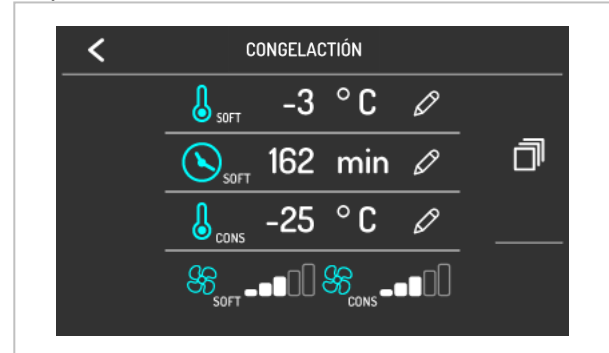 CONGELACTIÓN
SOFT -3 °C
SOFT 162 min
CONS -25 °C
SOFT CONS